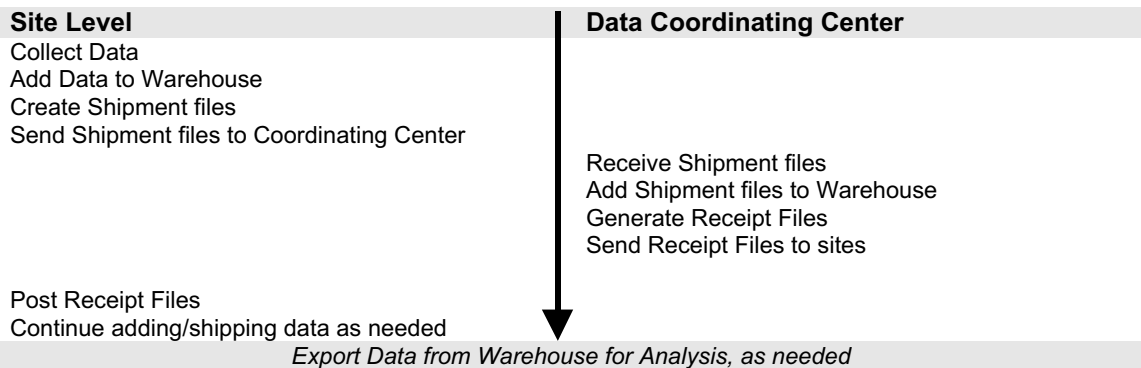 Site Level
Data Coordinating Center
Collect Data
Add Data to Warehouse
Create Shipment files
Send Shipment files to Coordinating Center
Receive Shipment files
Add Shipment files to Warehouse
Generate Receipt Files
Send Receipt Files to sites
Post Receipt Files
Continue adding/shipping data as needed
Export Data from Warehouse for Analysis, as needed